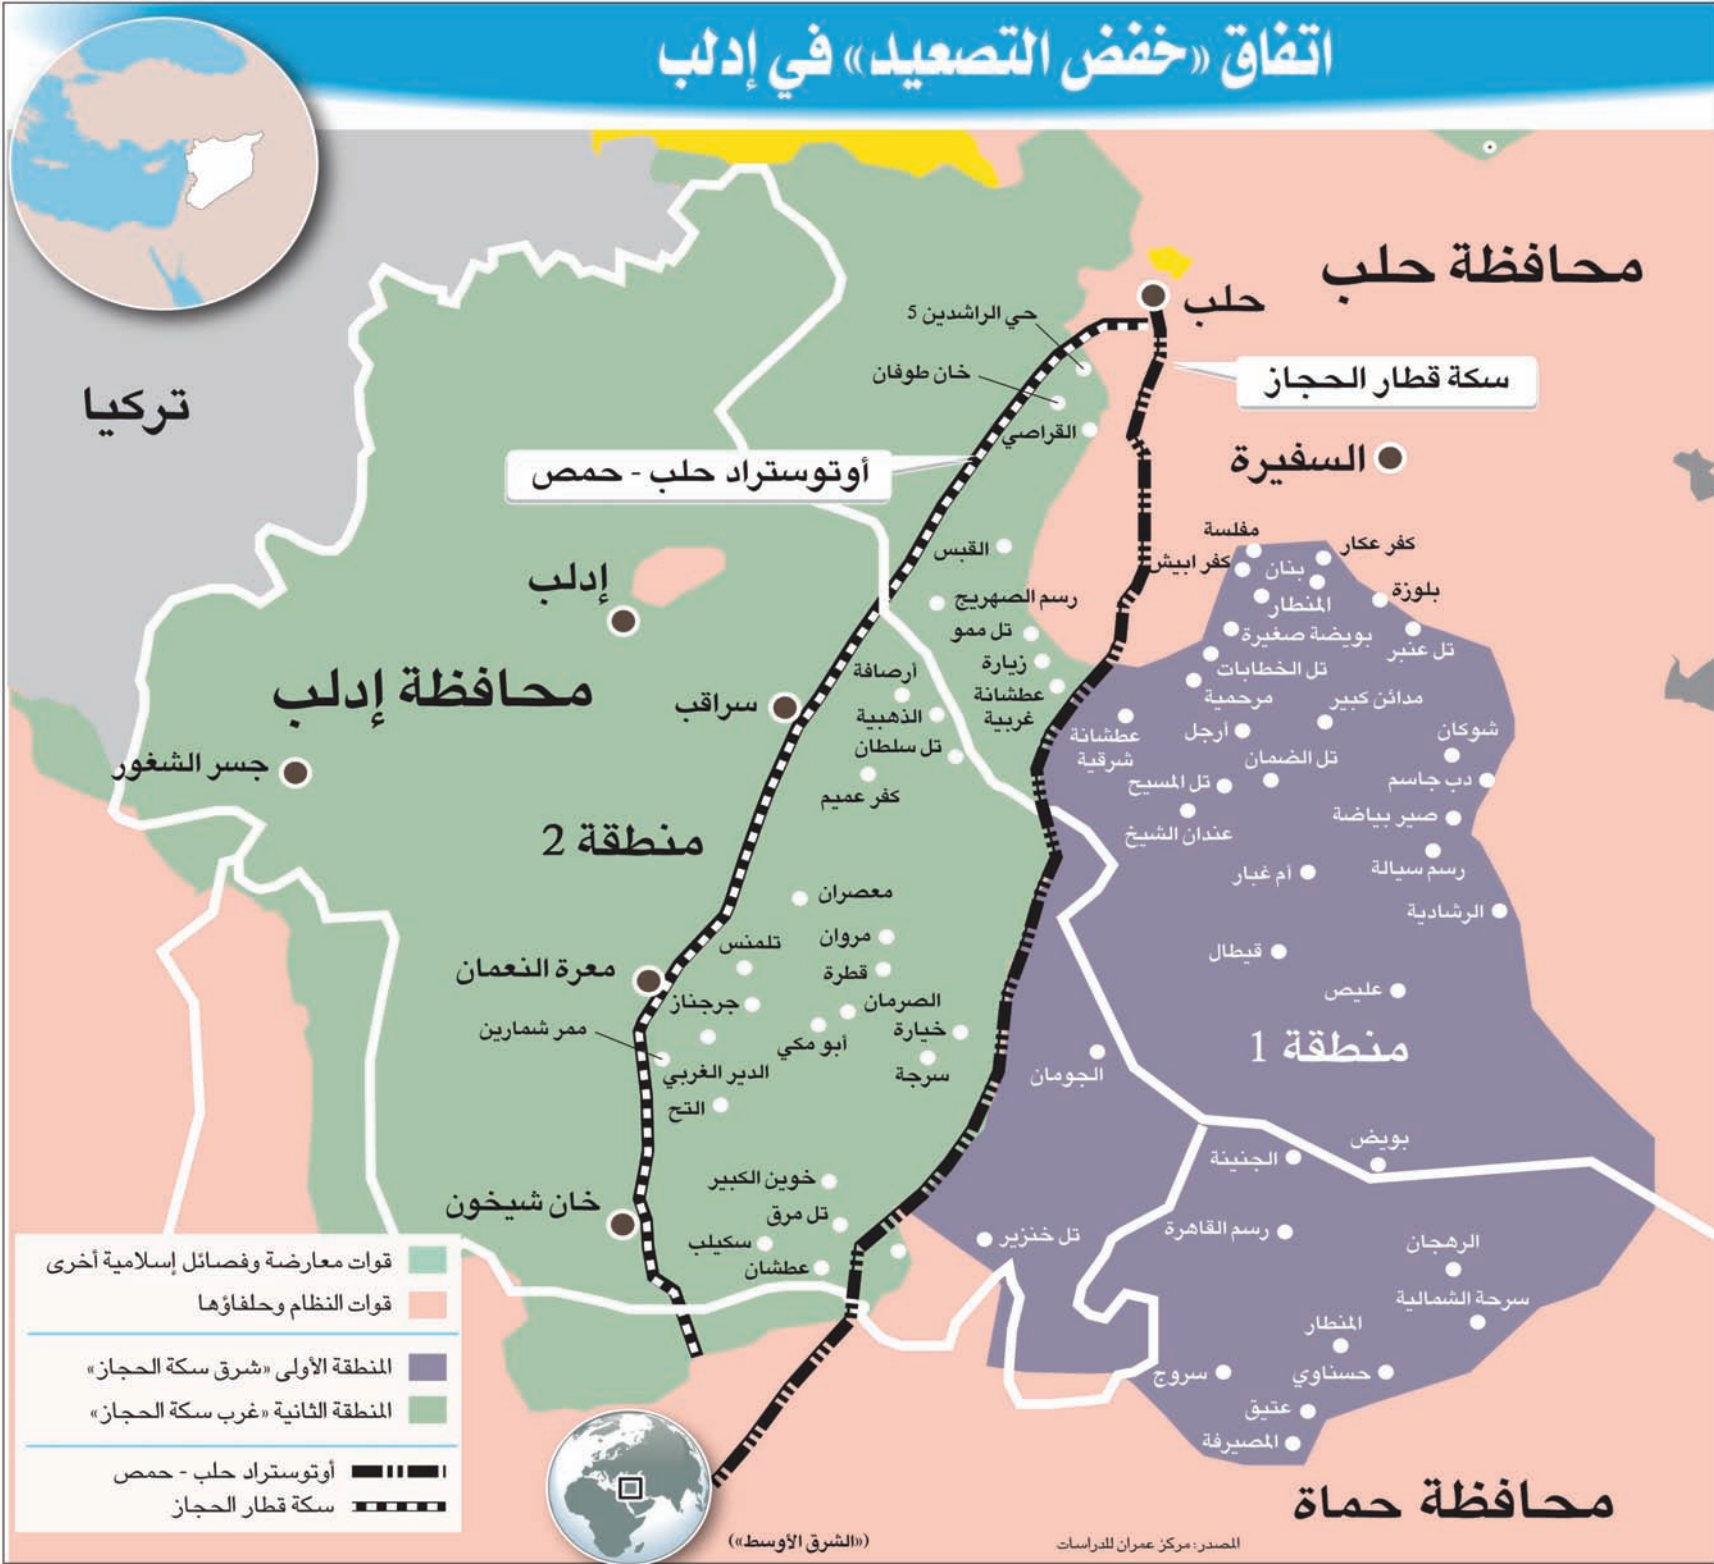 اتفاق «خفض التصعيد» في إدلب
محافظة حلب
حلب
حي الراشدين 5
سكة قطار الحجاز
خان طوفان
تركيا
القراصي
السفيرة
أوتوستراد حلب - حمص
مفلسة
كفر عكار
القبس
كفر ابيش
بنان
إدلب
بلوزة
رسم الصهريج
المنطار
تل ممو
بويضة صغيرة
تل عنبر
زيارة
أرصافة
تل الخطابات
محافظة إدلب
عطشانة
غربية
مرحمية
مدائن كبير
سراقب
الذهبية
عطشانة
شرقية
أرجل
شوكان
تل سلطان
تل الضمان
جسر الشغور
تل المسيح
دب جاسم
كفر عميم
صير بياضة
عندان الشيخ
منطقة 2
رسم سيالة
أم غبار
معصران
الرشادية
مروان
تلمنس
قيطال
معرة النعمان
قطرة
عليص
الصرمان
جرجناز
خيارة
ممر شمارين
أبو مكي
منطقة 1
الدير الغربي
سرجة
الجومان
التح
بويض
الجنينة
خوين الكبير
خان شيخون
تل مرق
رسم القاهرة
تل خنزير
سكيلب
الرهجان
عطشان
سرحة الشمالية
المنطار
سروج
حسناوي
عتيق
المصيرفة
محافظة حماة
قوات معارضة وفصائل إسلامية أخرى
قوات النظام وحلفاؤها
المنطقة الأولى «شرق سكة الحجاز»
المنطقة الثانية «غرب سكة الحجاز»
أوتوستراد حلب - حمص
سكة قطار الحجاز
المصدر: مركز عمران للدراسات
(«الشرق الأوسط»)